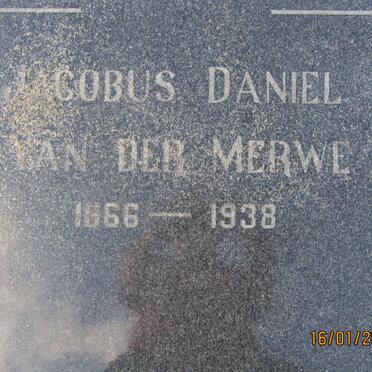 JACOBUS DANIEL
VAN DER MERWE
1866 — 1938
16/01/2